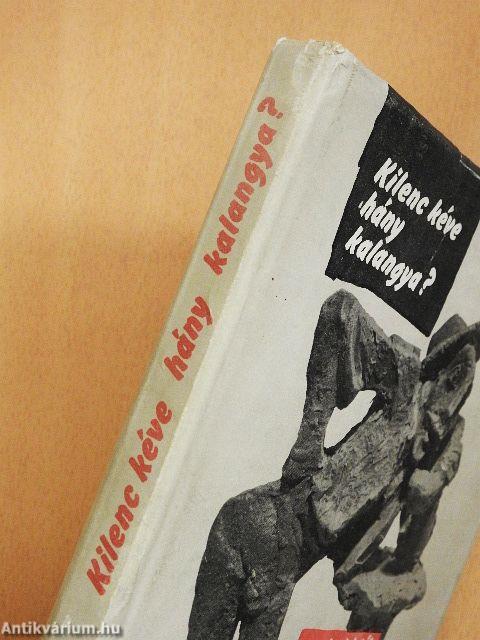 Kilenc kéve hány kalangya?
Kilenc kéve
hány
kalangya?
Antikvárium.hu